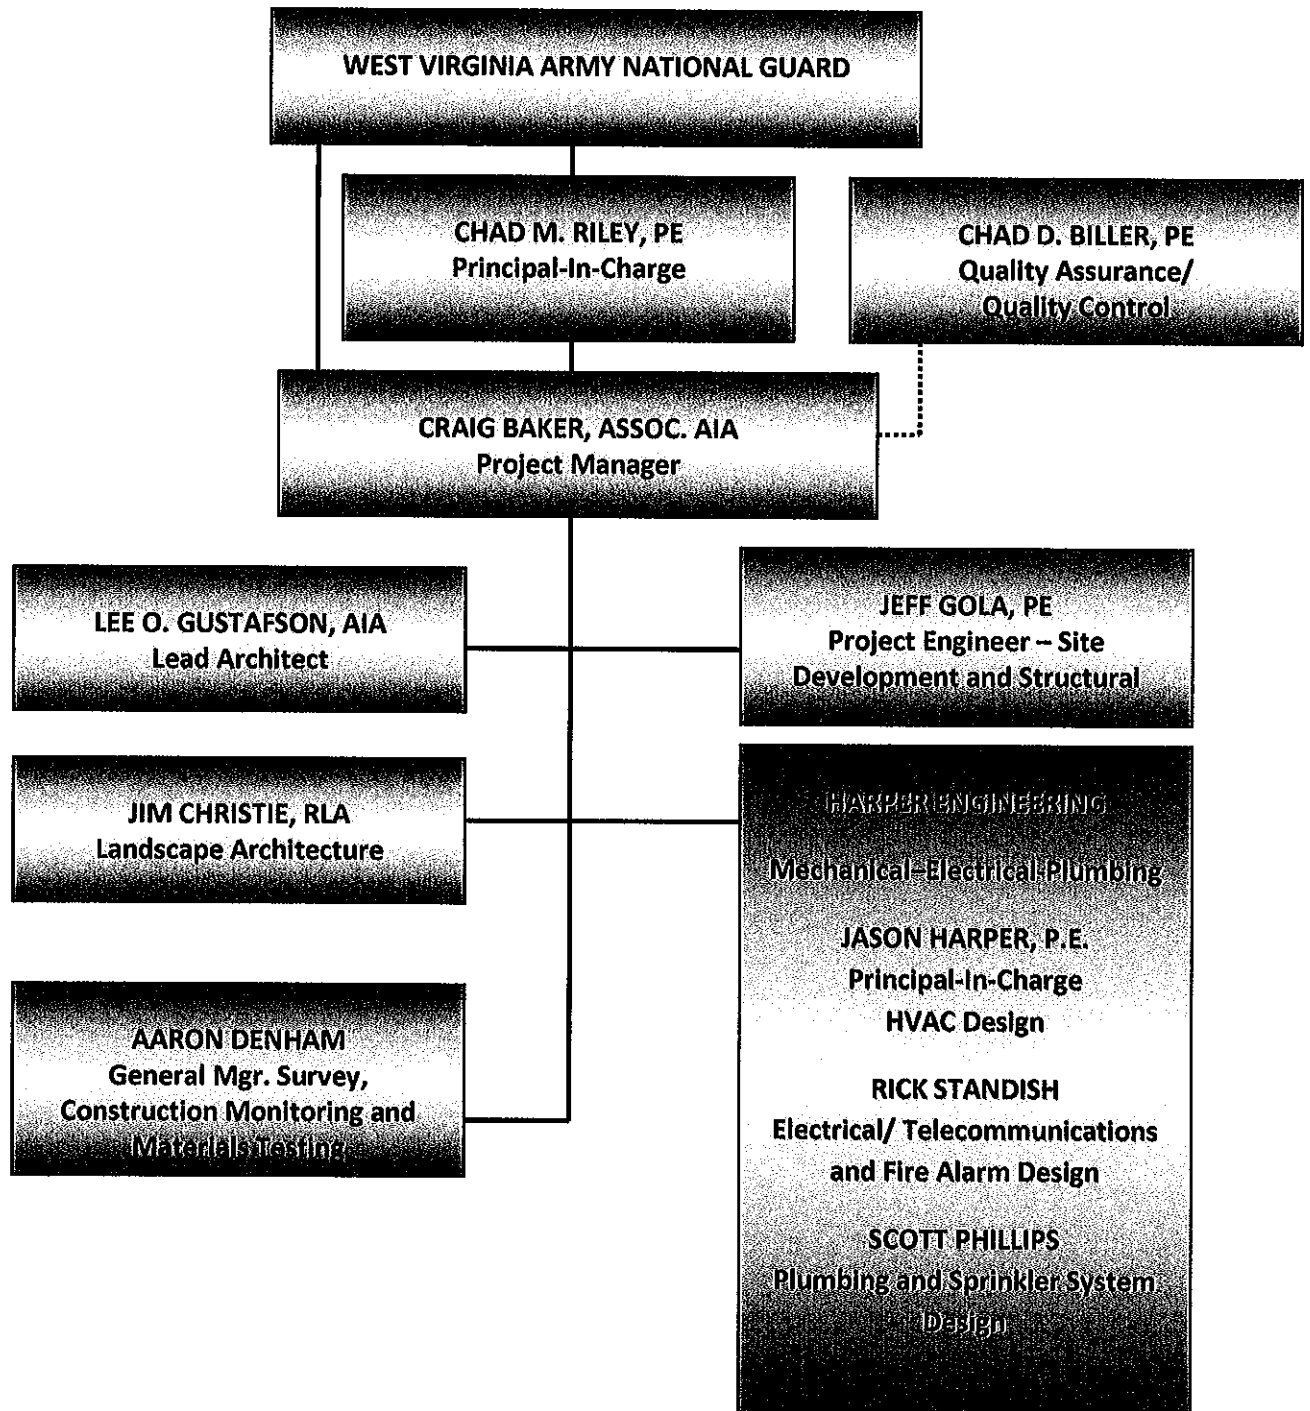 WEST VIRGINIA ARMY NATIONAL GUARD
CHAD M. RILEY, PE
Principal-In-Charge
CHAD D. BILLER, PE
Quality Assurance/
Quality Control
CRAIG BAKER, ASSOC. AIA
Project Manager
LEE O. GUSTAFSON, AIA
Lead Architect
JEFF GOLA, PE
Project Engineer – Site
Development and Structural
JIM CHRISTIE, RLA
Landscape Architecture
HARPER ENGINEERING
Mechanical–Electrical-Plumbing
JASON HARPER, P.E.
Principal-In-Charge
HVAC Design
RICK STANDISH
Electrical/ Telecommunications
and Fire Alarm Design
SCOTT PHILLIPS
Plumbing and Sprinkler System
Design
AARON DENHAM
General Mgr. Survey,
Construction Monitoring and
Materials Testing